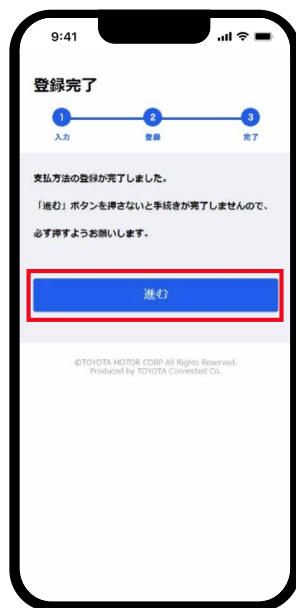 9:41
登録完了
1 2 3
入力 登録 完了
支払方法の登録が完了しました。
「進む」ボタンを押さないと手続きが完了しませんので、
必ず押すようお願いします。
進む
©TOYOTA MOTOR CORP All Rights Reserved.
Produced by TOYOTA Connected Co.